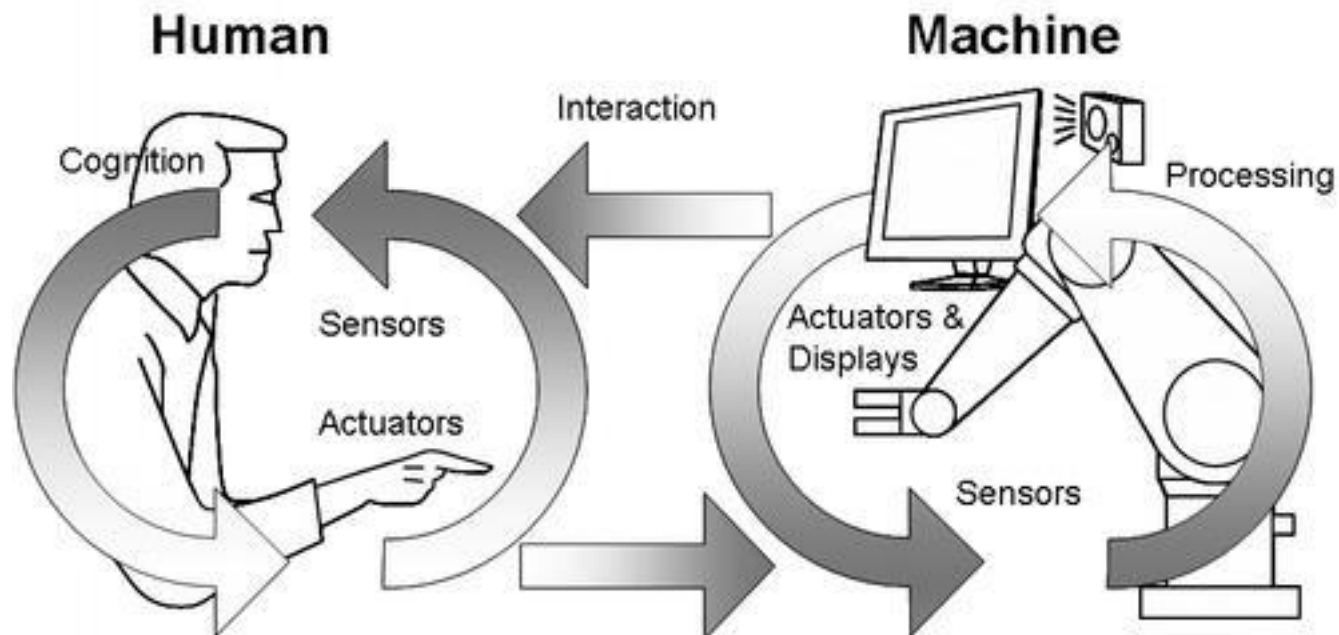 Human
Machine
Interaction
Cognition
Processing
Sensors
Actuators &
Displays
Actuators
Sensors